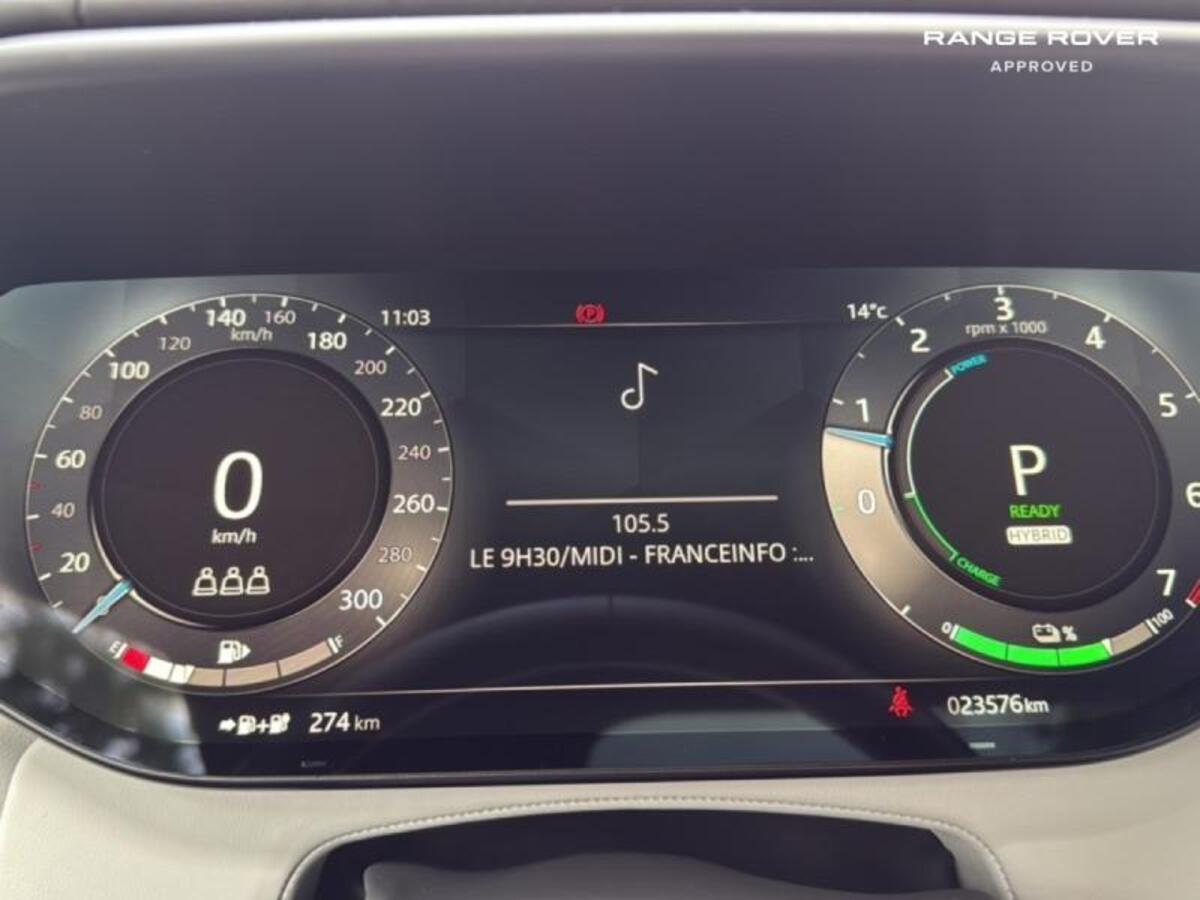 RANGE ROVER
APPROVED
11:03
14°c
140
160
km/h
120
180
100
200
80
220
60
240
40
260
20
280
300
0
km/h
E
F
274 km
105.5
LE 9H30/MIDI - FRANCEINFO :...
3
rpm x 1000
2
4
1
5
0
6
7
POWER
P
READY
HYBRID
CHARGE
0
%
100
023576km